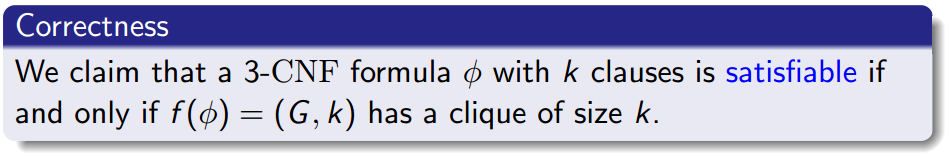 Correctness
We claim that a 3-CNF formula ϕ with k clauses is satisfiable if
and only if f(ϕ) = (G, k) has a clique of size k.